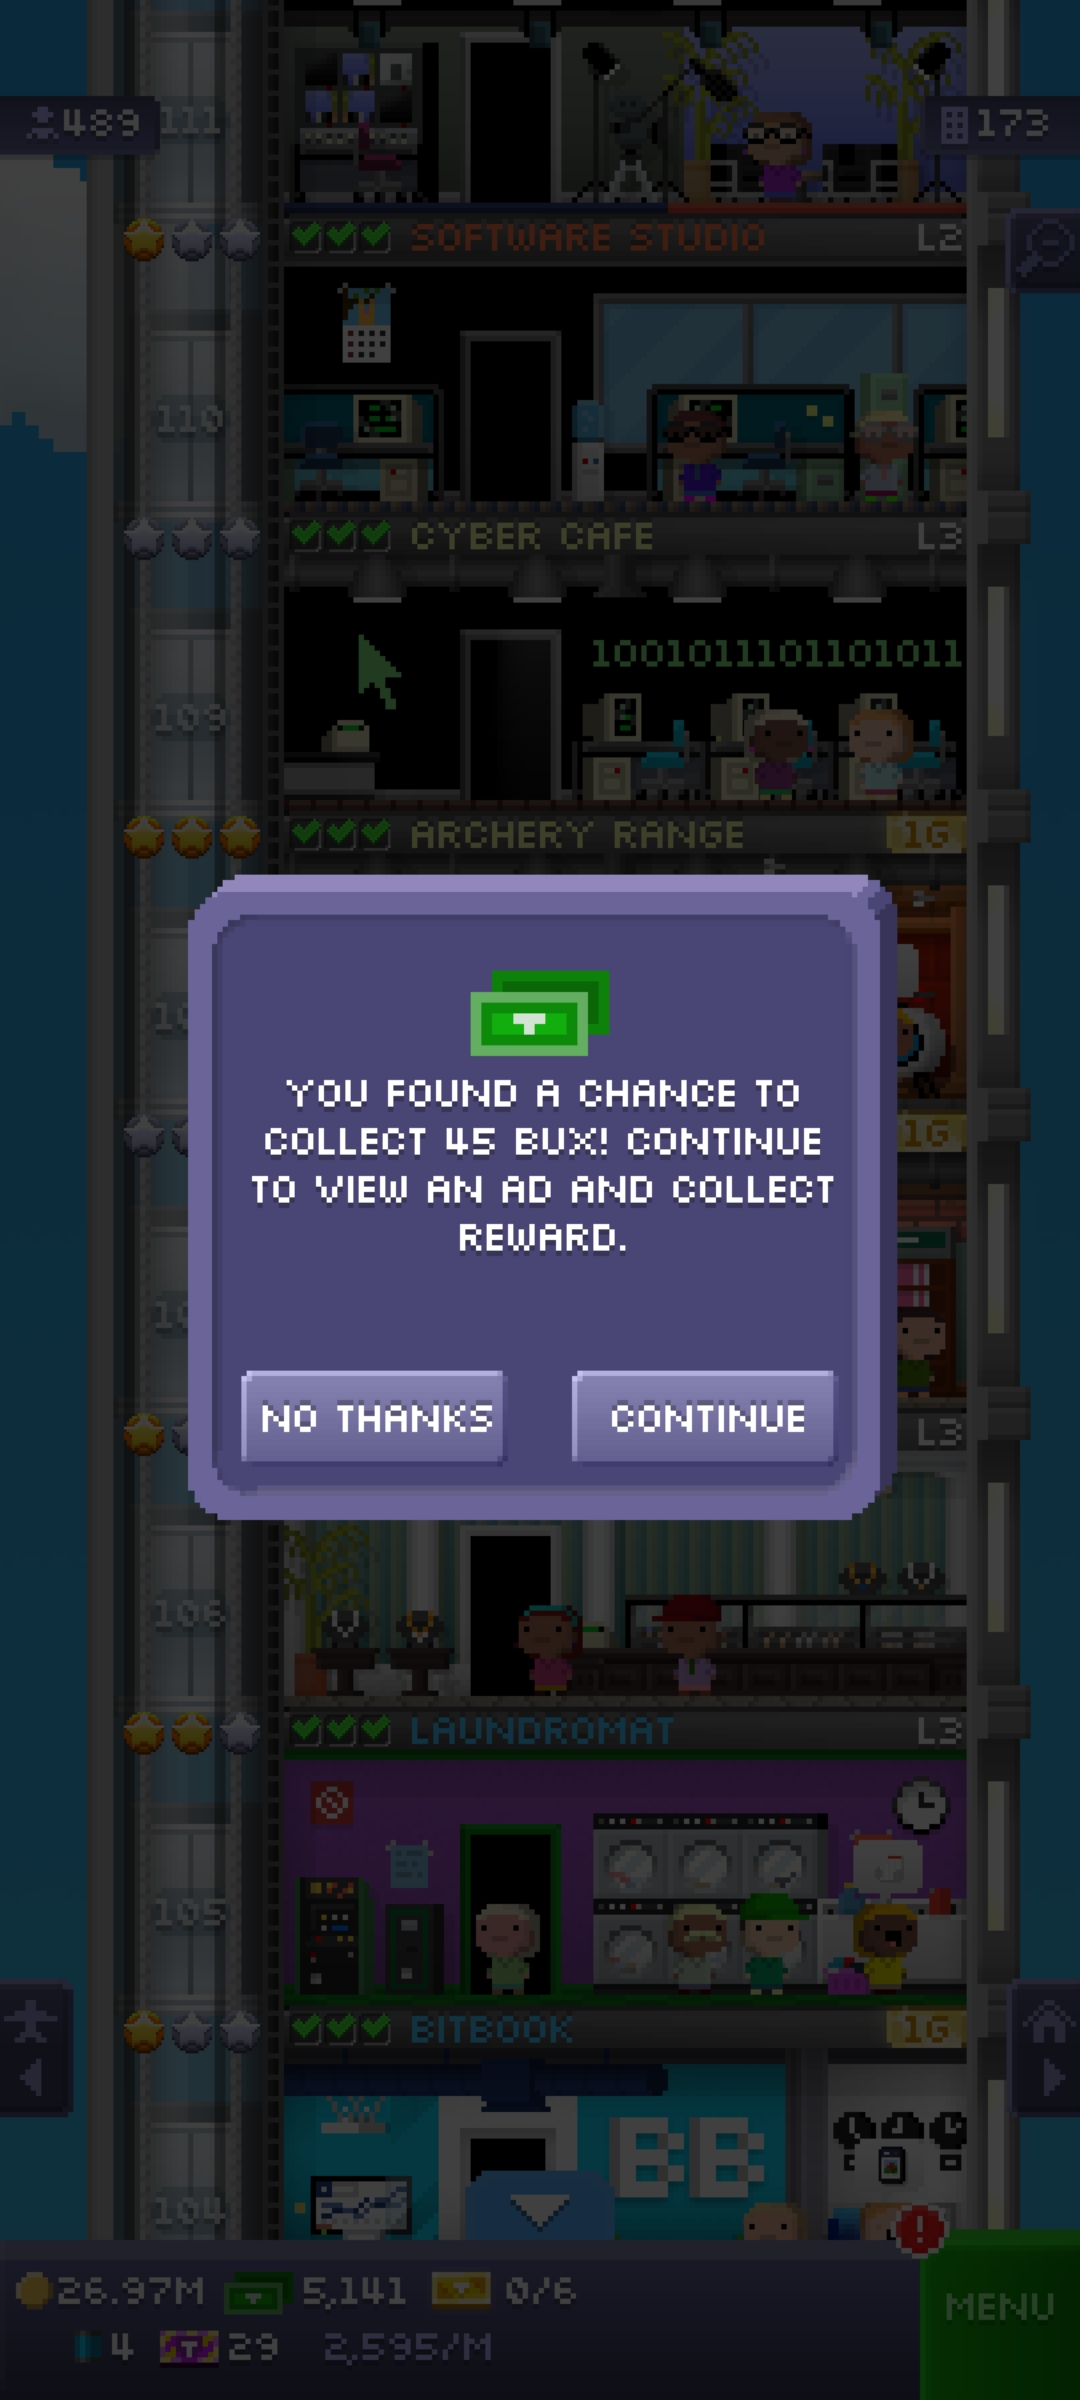 489
111
173
SOFTWARE STUDIO L2
110
CYBER CAFE L3
1001011101101011
109
ARCHERY RANGE 1G
1G
YOU FOUND A CHANCE TO
COLLECT 45 BUX! CONTINUE
TO VIEW AN AD AND COLLECT
REWARD.
NO THANKS
CONTINUE
L3
106
LAUNDROMAT L3
105
BITBOOK 1G
BB
104
26.97M 5,141 0/6
4 29 2,595/M
MENU